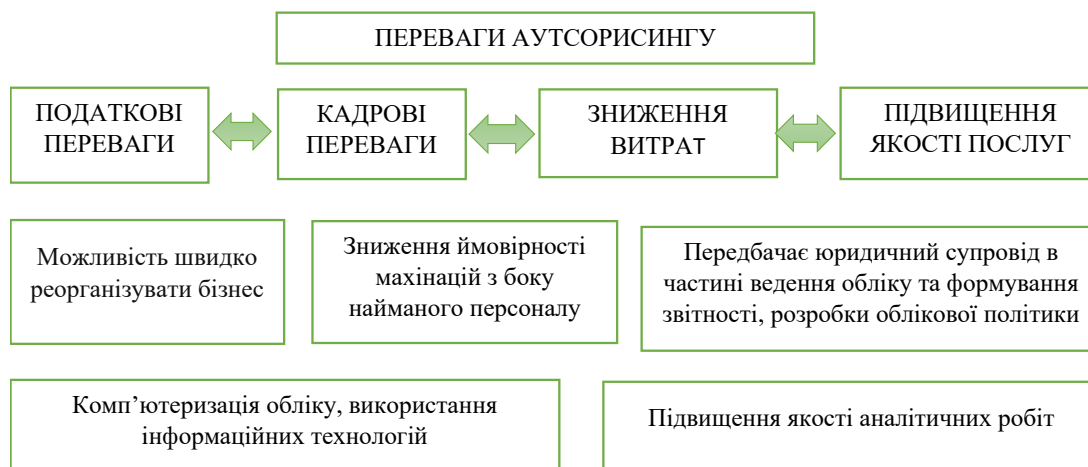 ПЕРЕВАГИ АУТСОРИСИНГУ
ПОДАТКОВІ
ПЕРЕВАГИ
КАДРОВІ
ПЕРЕВАГИ
ЗНИЖЕННЯ
ВИТРАТ
ПІДВИЩЕННЯ
ЯКОСТІ ПОСЛУГ
Можливість швидко
реорганізувати бізнес
Зниження ймовірності
махінацій з боку
найманого персоналу
Передбачає юридичний супровід в
частині ведення обліку та формування
звітності, розробки облікової політики
Комп’ютеризація обліку, використання
інформаційних технологій
Підвищення якості аналітичних робіт